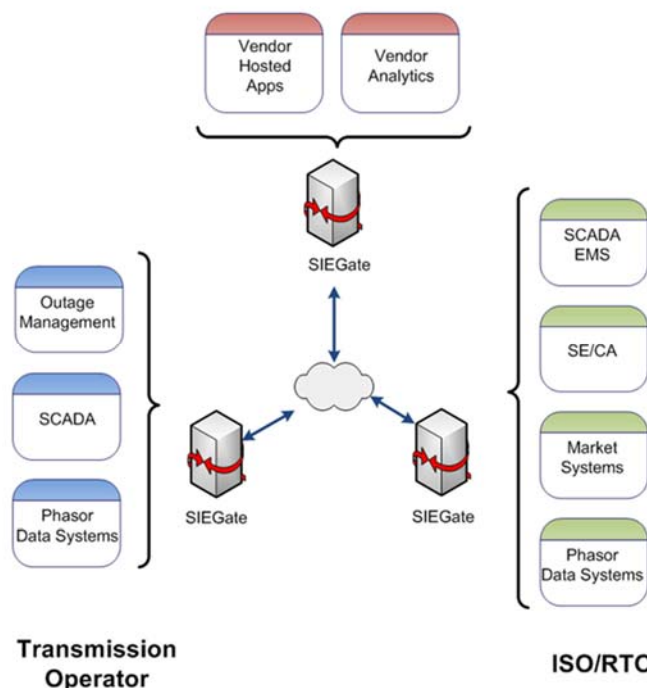 Vendor
Hosted
Apps
Vendor
Analytics
SIEGate
Outage
Management
SCADA
Phasor
Data Systems
SIEGate
SIEGate
SCADA
EMS
SE/CA
Market
Systems
Phasor
Data Systems
Transmission
Operator
ISO/RTO